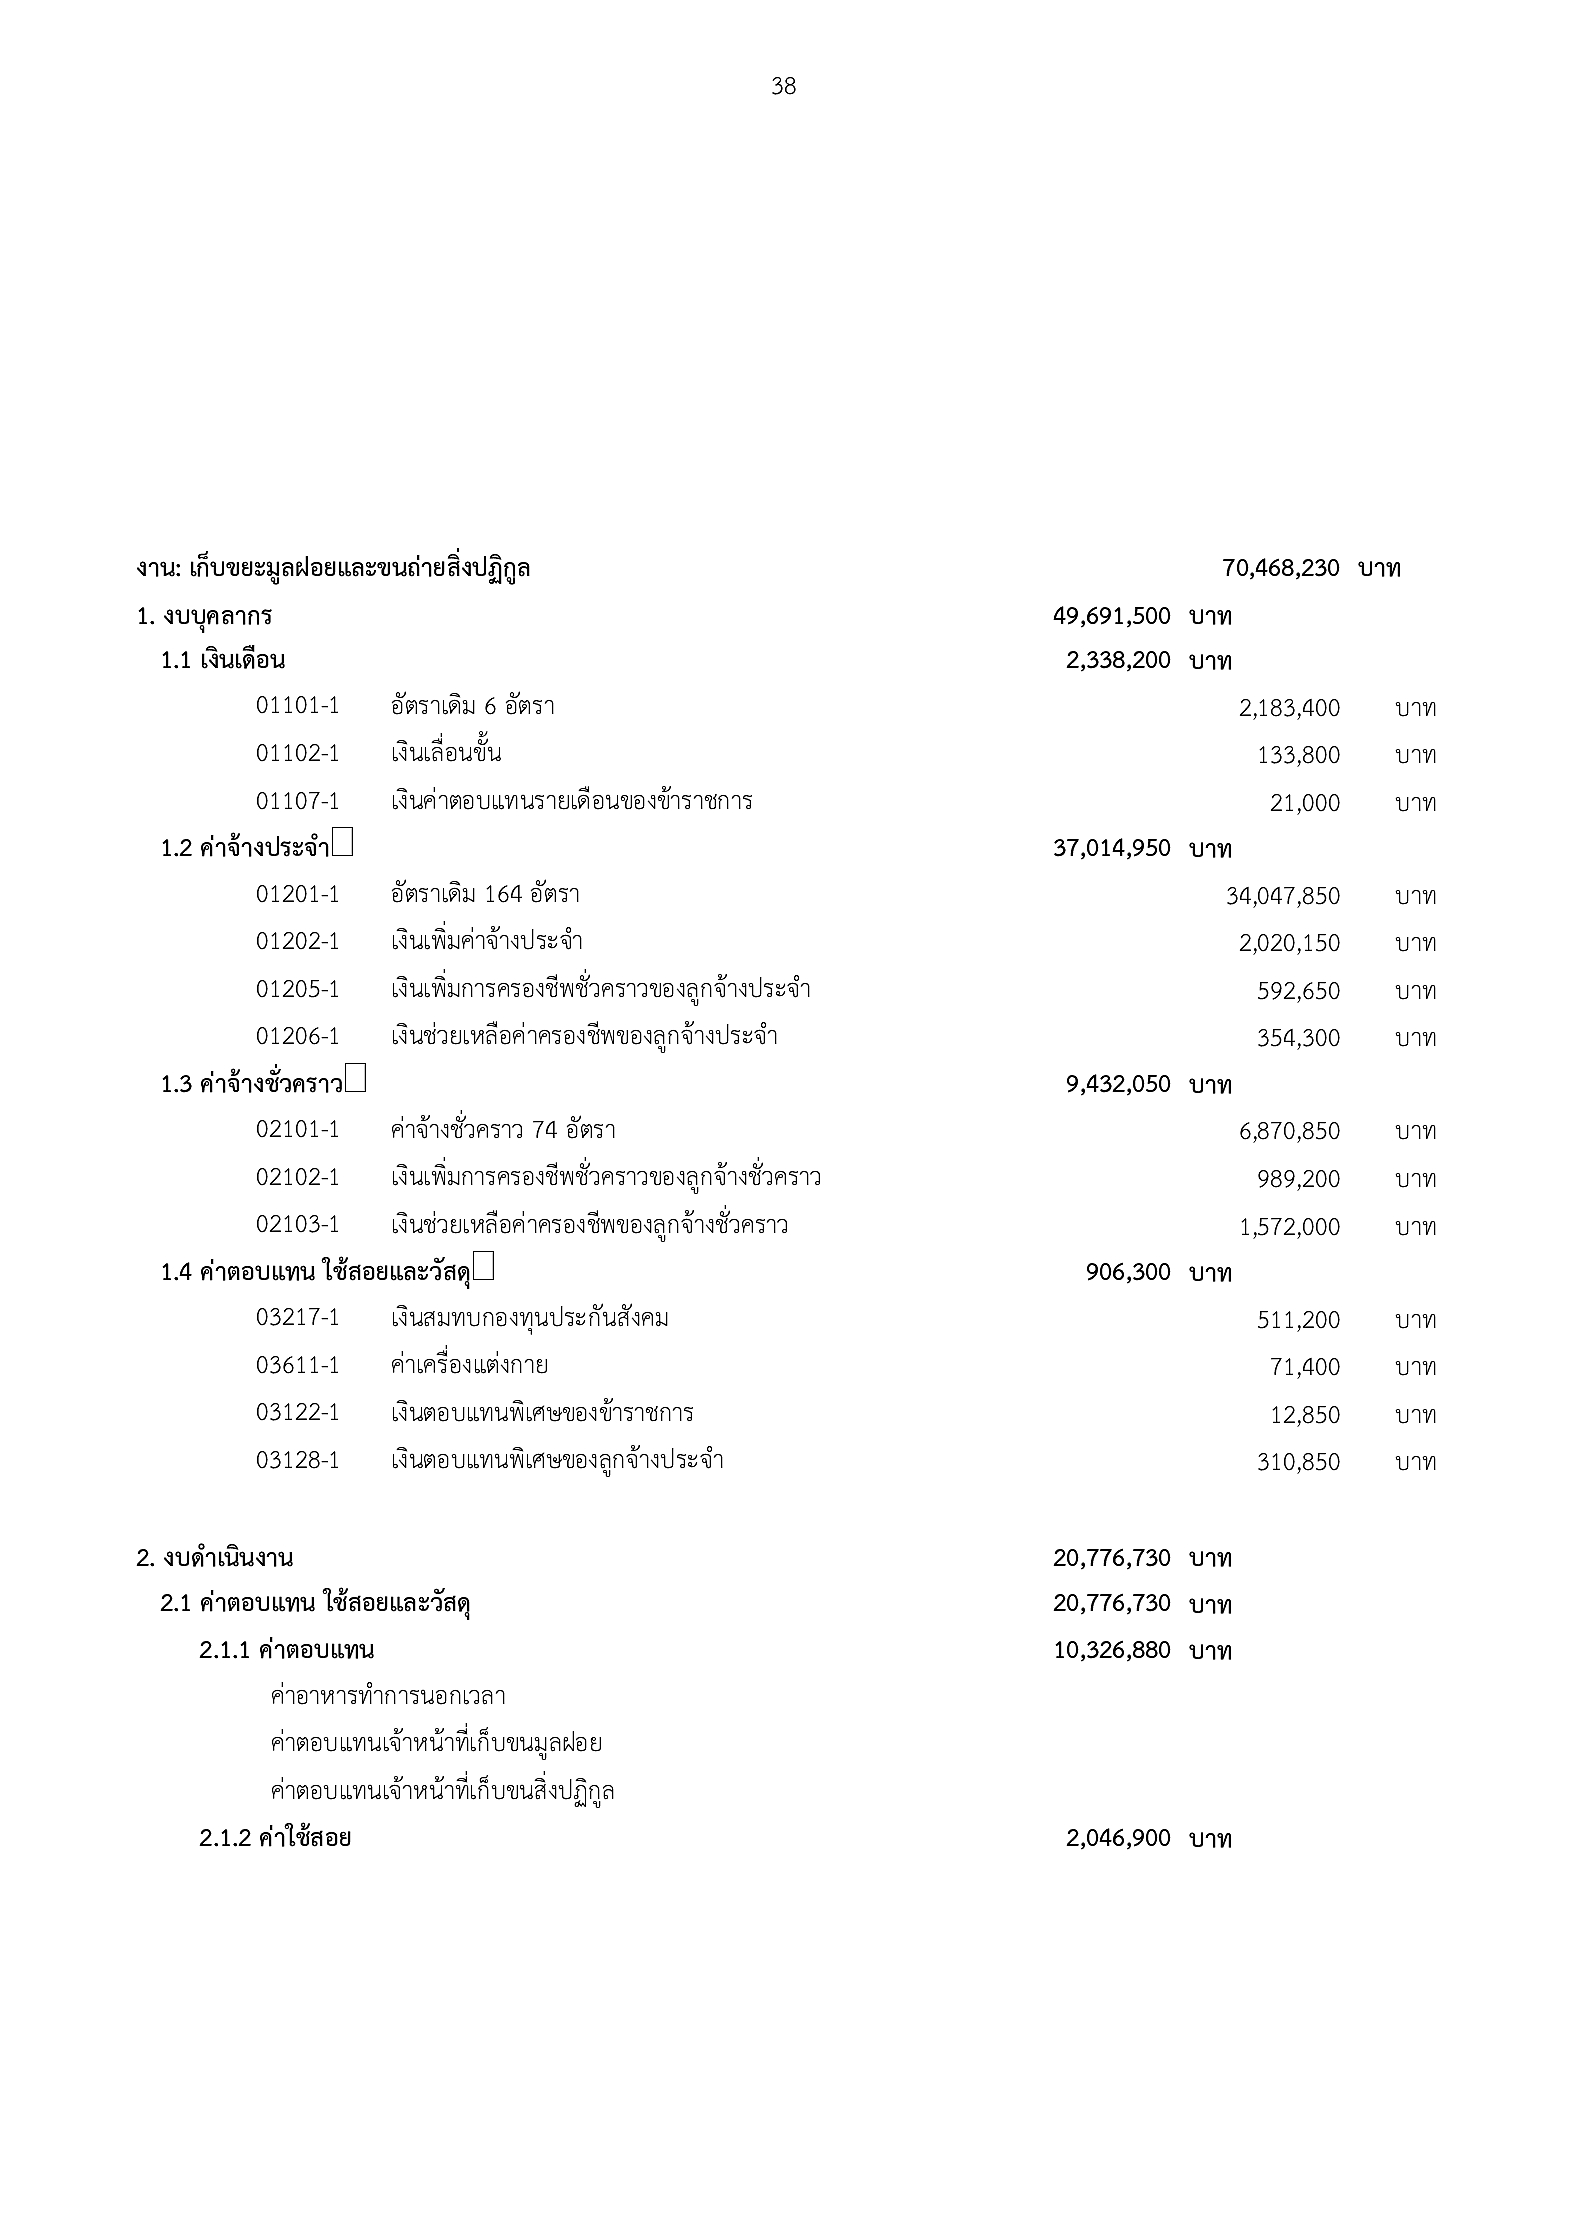 38
งาน: เก็บขยะมูลฝอยและขนถ่ายสิ่งปฏิกูล 70,468,230 บาท
1. งบบุคลากร 49,691,500 บาท
1.1 เงินเดือน 2,338,200 บาท
01101-1 อัตราเดิม 6 อัตรา 2,183,400 บาท
01102-1 เงินเลื่อนขั้น 133,800 บาท
01107-1 เงินค่าตอบแทนรายเดือนของข้าราชการ 21,000 บาท
1.2 ค่าจ้างประจำ 37,014,950 บาท
01201-1 อัตราเดิม 164 อัตรา 34,047,850 บาท
01202-1 เงินเพิ่มค่าจ้างประจำ 2,020,150 บาท
01205-1 เงินเพิ่มการครองชีพชั่วคราวของลูกจ้างประจำ 592,650 บาท
01206-1 เงินช่วยเหลือค่าครองชีพของลูกจ้างประจำ 354,300 บาท
1.3 ค่าจ้างชั่วคราว 9,432,050 บาท
02101-1 ค่าจ้างชั่วคราว 74 อัตรา 6,870,850 บาท
02102-1 เงินเพิ่มการครองชีพชั่วคราวของลูกจ้างชั่วคราว 989,200 บาท
02103-1 เงินช่วยเหลือค่าครองชีพของลูกจ้างชั่วคราว 1,572,000 บาท
1.4 ค่าตอบแทน ใช้สอยและวัสดุ 906,300 บาท
03217-1 เงินสมทบกองทุนประกันสังคม 511,200 บาท
03611-1 ค่าเครื่องแต่งกาย 71,400 บาท
03122-1 เงินตอบแทนพิเศษของข้าราชการ 12,850 บาท
03128-1 เงินตอบแทนพิเศษของลูกจ้างประจำ 310,850 บาท
2. งบดำเนินงาน 20,776,730 บาท
2.1 ค่าตอบแทน ใช้สอยและวัสดุ 20,776,730 บาท
2.1.1 ค่าตอบแทน 10,326,880 บาท
ค่าอาหารทำการนอกเวลา
ค่าตอบแทนเจ้าหน้าที่เก็บขนมูลฝอย
ค่าตอบแทนเจ้าหน้าที่เก็บขนสิ่งปฏิกูล
2.1.2 ค่าใช้สอย 2,046,900 บาท